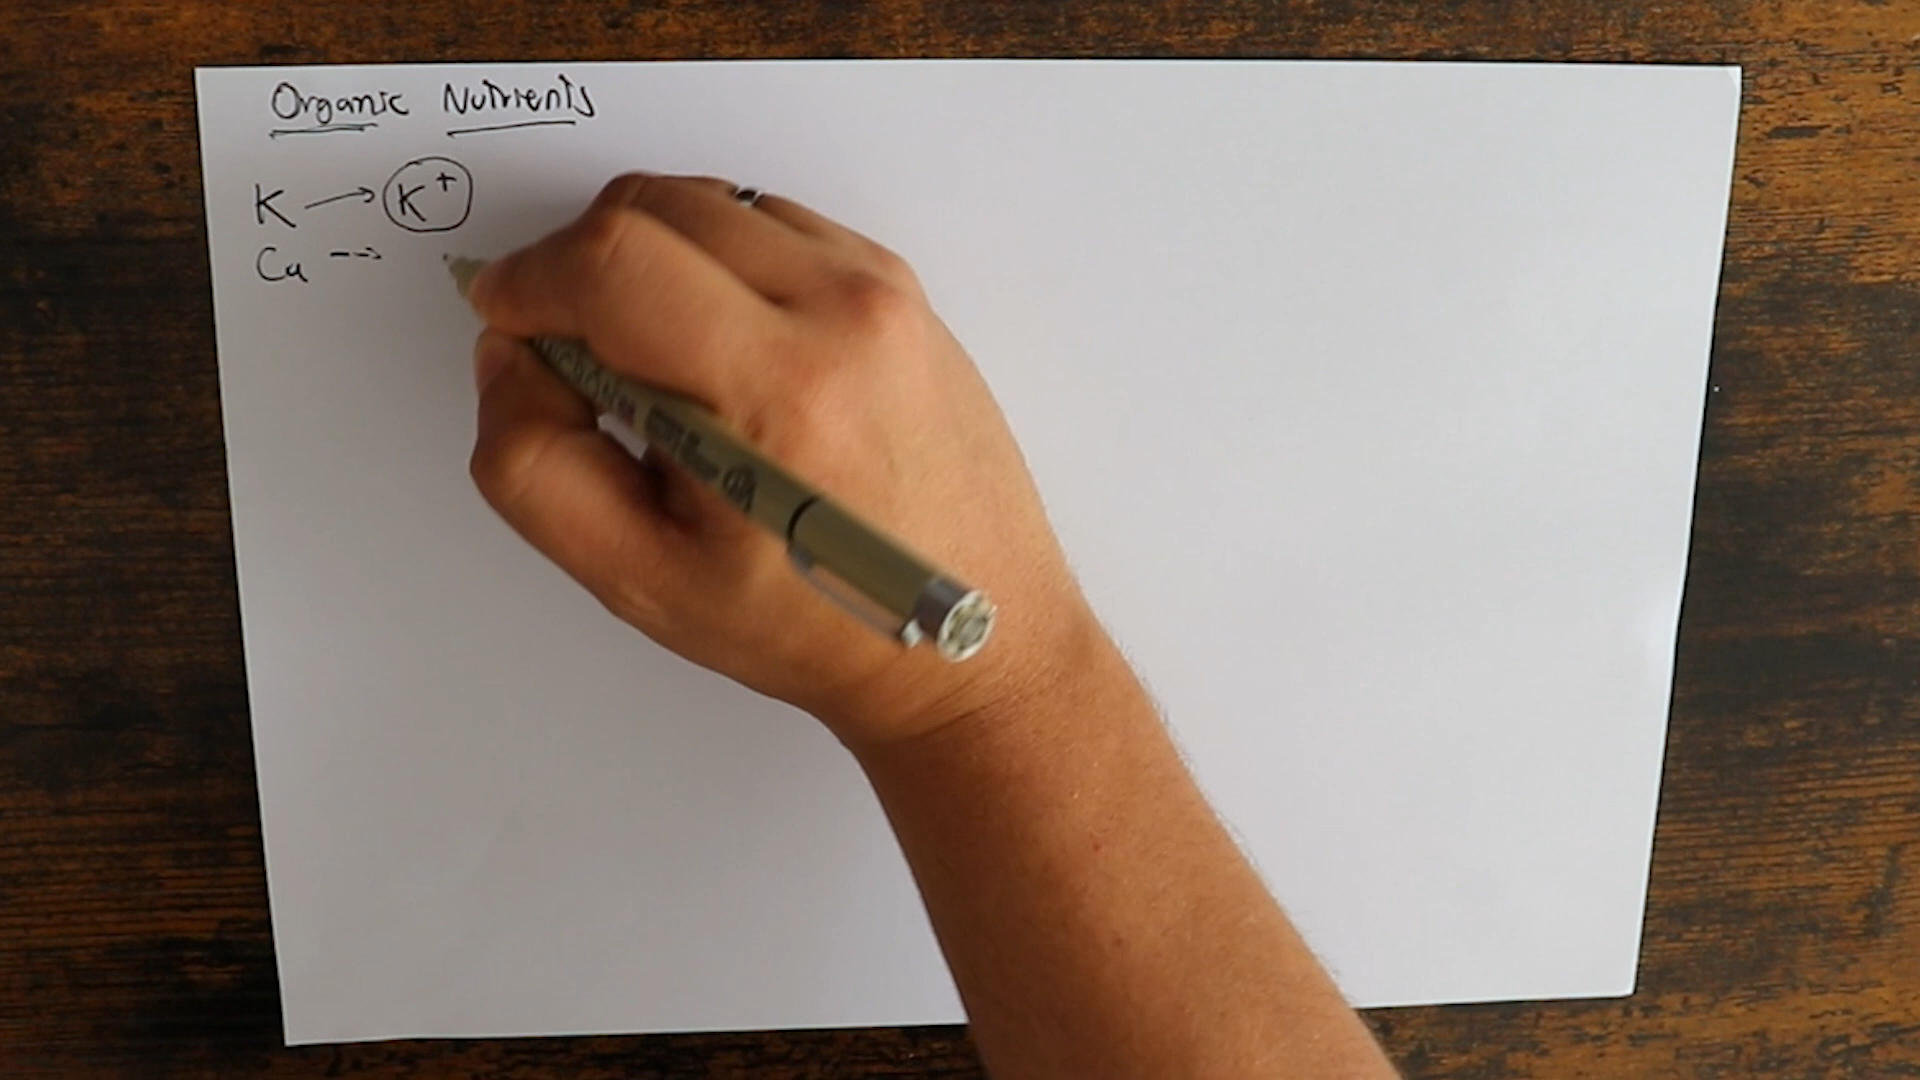 Organic Nutrients
K → K⁺
Ca -->